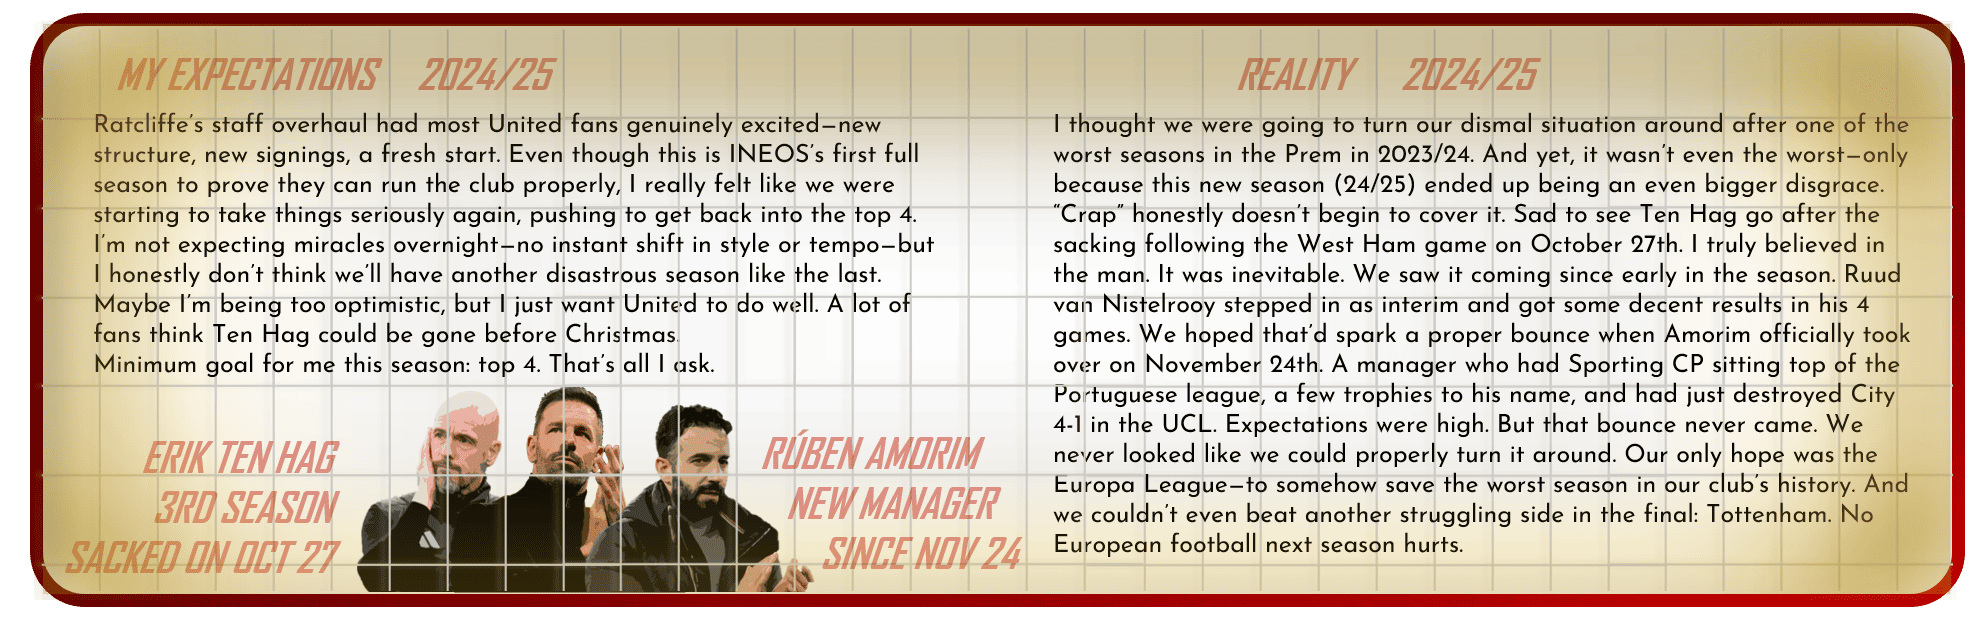 MY EXPECTATIONS 2024/25
Ratcliffe's staff overhaul had most United fans genuinely excited–new
structure, new signings, a fresh start. Even though this is INEOS's first full
season to prove they can run the club properly, I really felt like we were
starting to take things seriously again, pushing to get back into the top 4.
I'm not expecting miracles overnight–no instant shift in style or tempo–but
I honestly don't think we'll have another disastrous season like the last.
Maybe I'm being too optimistic, but I just want United to do well. A lot of
fans think Ten Hag could be gone before Christmas.
Minimum goal for me this season: top 4. That's all I ask.
ERIK TEN HAG
3RD SEASON
SACKED ON OCT 27
RÚBEN AMORIM
NEW MANAGER
SINCE NOV 24
REALITY 2024/25
I thought we were going to turn our dismal situation around after one of the
worst seasons in the Prem in 2023/24. And yet, it wasn't even the worst–only
because this new season (24/25) ended up being an even bigger disgrace.
“Crap” honestly doesn't begin to cover it. Sad to see Ten Hag go after the
sacking following the West Ham game on October 27th. I truly believed in
the man. It was inevitable. We saw it coming since early in the season. Ruud
van Nistelrooy stepped in as interim and got some decent results in his 4
games. We hoped that'd spark a proper bounce when Amorim officially took
over on November 24th. A manager who had Sporting CP sitting top of the
Portuguese league, a few trophies to his name, and had just destroyed City
4-1 in the UCL. Expectations were high. But that bounce never came. We
never looked like we could properly turn it around. Our only hope was the
Europa League–to somehow save the worst season in our club's history. And
we couldn't even beat another struggling side in the final: Tottenham. No
European football next season hurts.